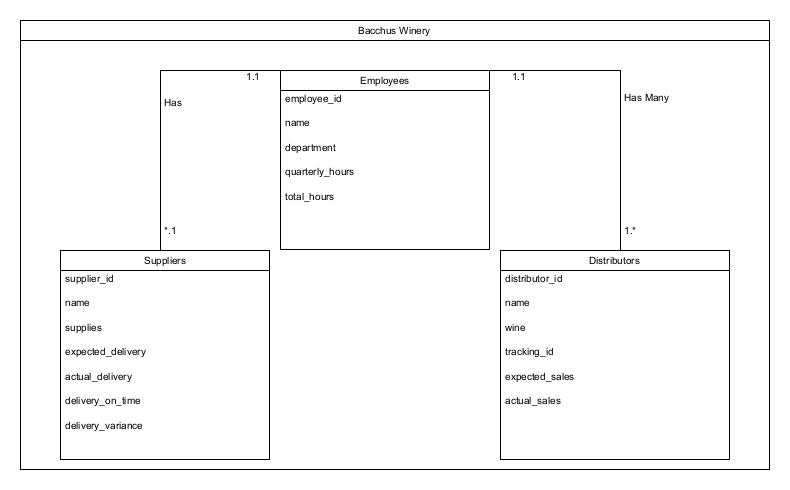 Bacchus Winery
1.1
Employees
1.1
Has
employee_id
Has Many
name
department
quarterly_hours
total_hours
*.1
1.*
Suppliers
supplier_id
name
supplies
expected_delivery
actual_delivery
delivery_on_time
delivery_variance
Distributors
distributor_id
name
wine
tracking_id
expected_sales
actual_sales